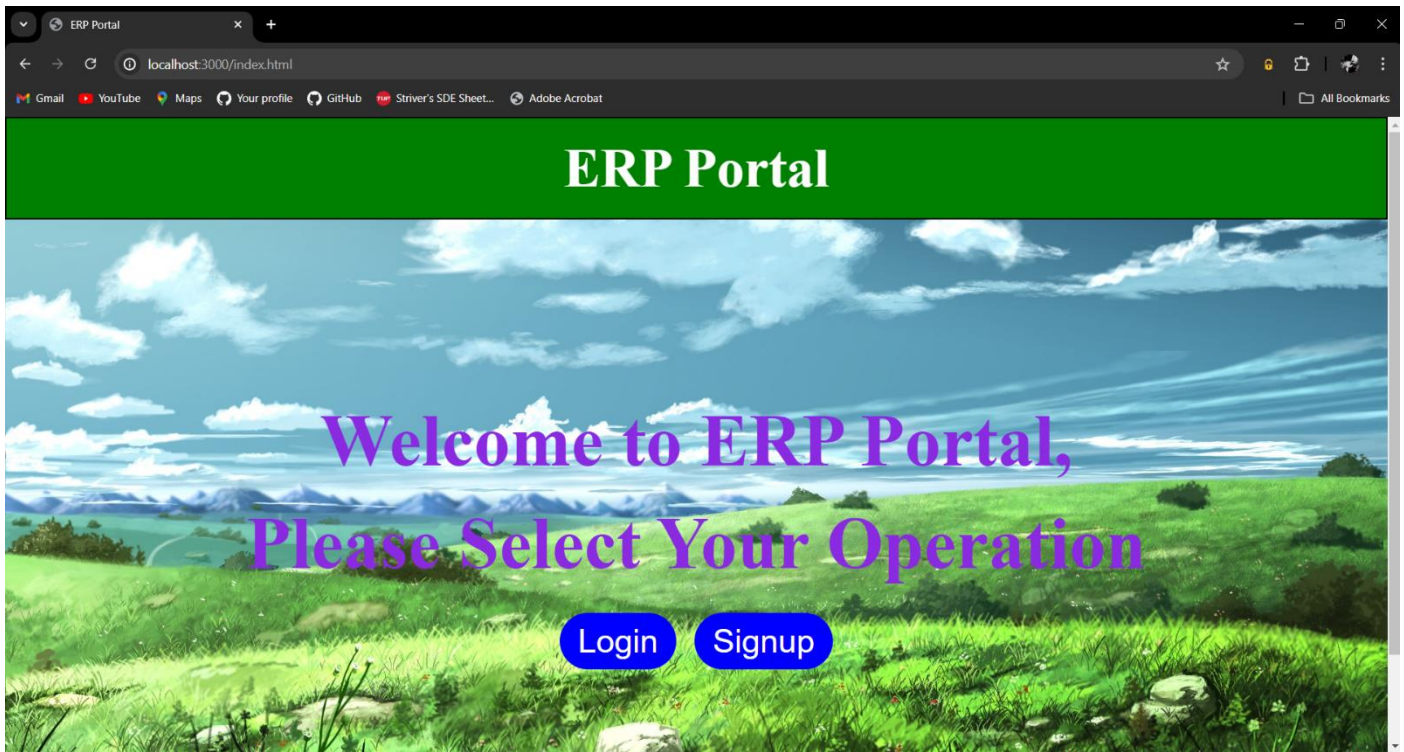 ERP Portal
localhost:3000/index.html
Gmail YouTube Maps Your profile GitHub Striver's SDE Sheet... Adobe Acrobat All Bookmarks
ERP Portal
Welcome to ERP Portal,
Please Select Your Operation
Login Signup